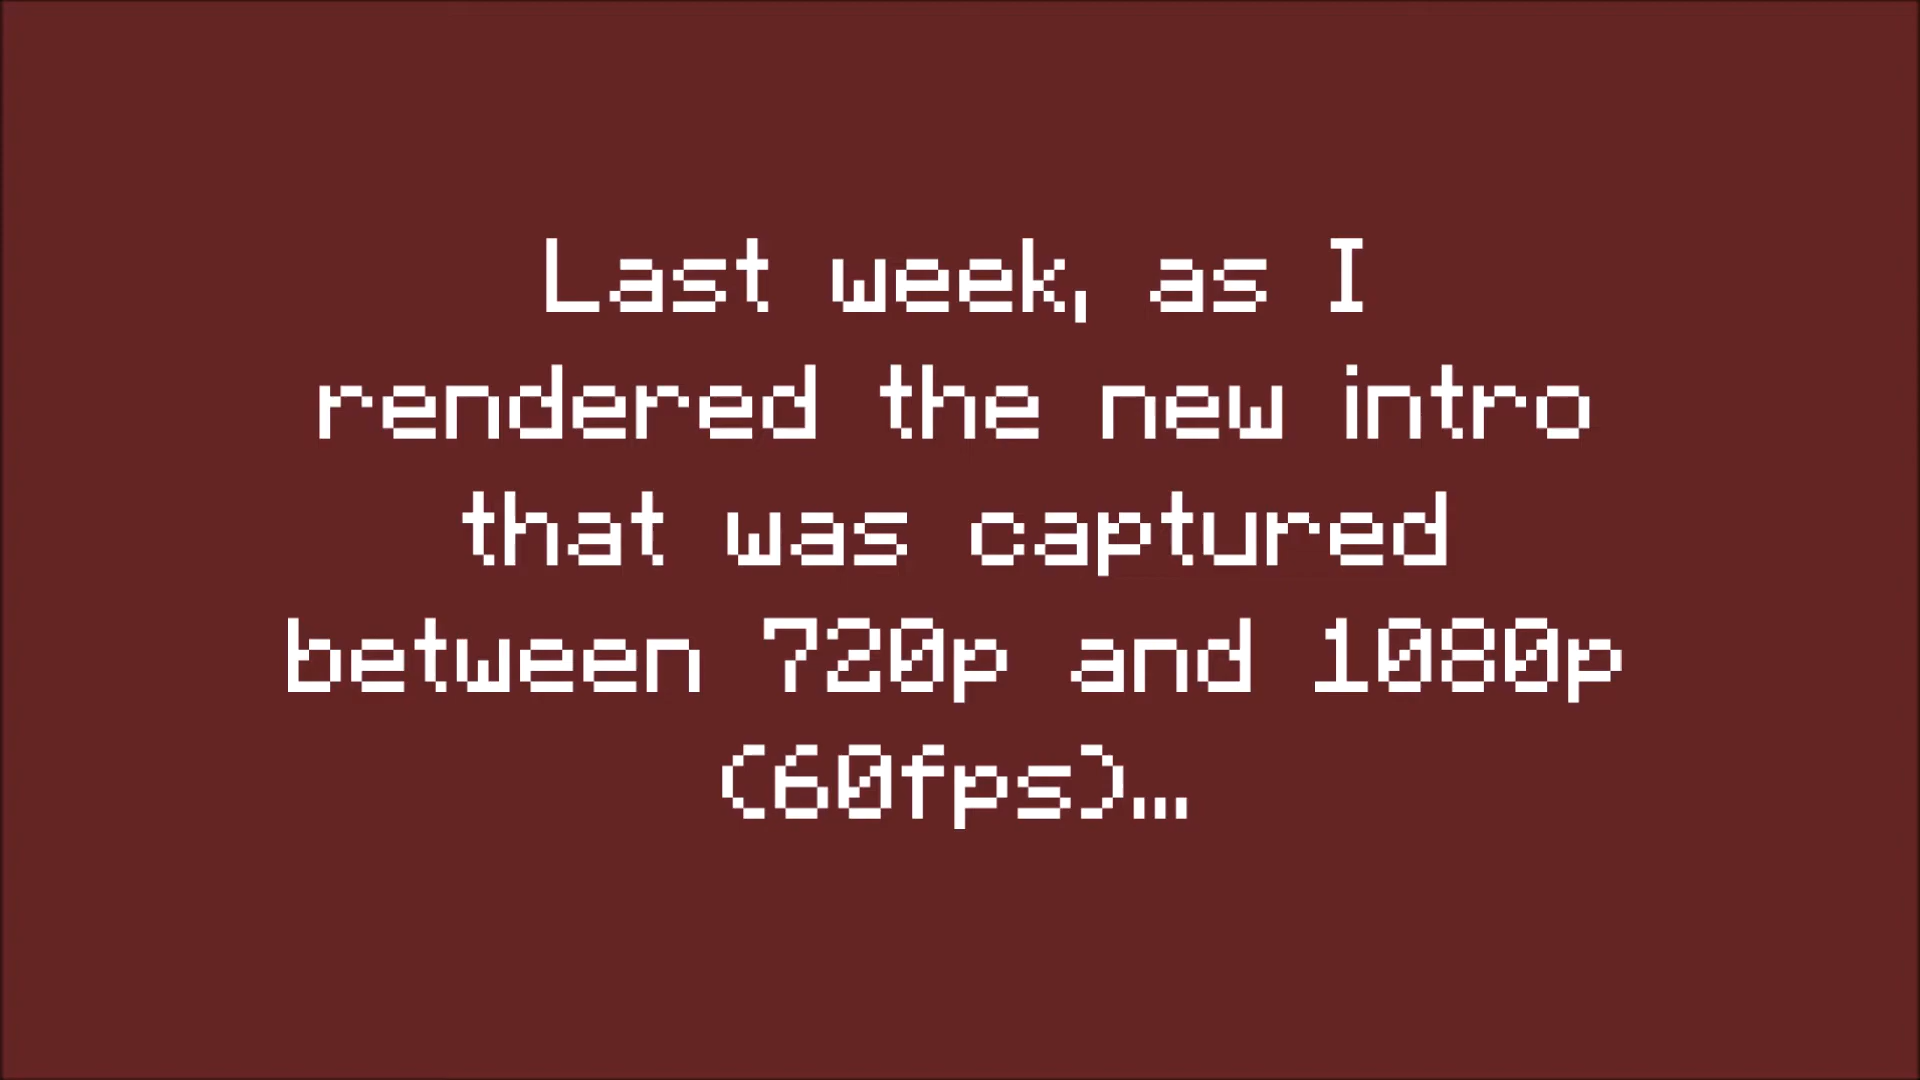 Last week, as I
rendered the new intro
that was captured
between 720p and 1080p
(60fps)...